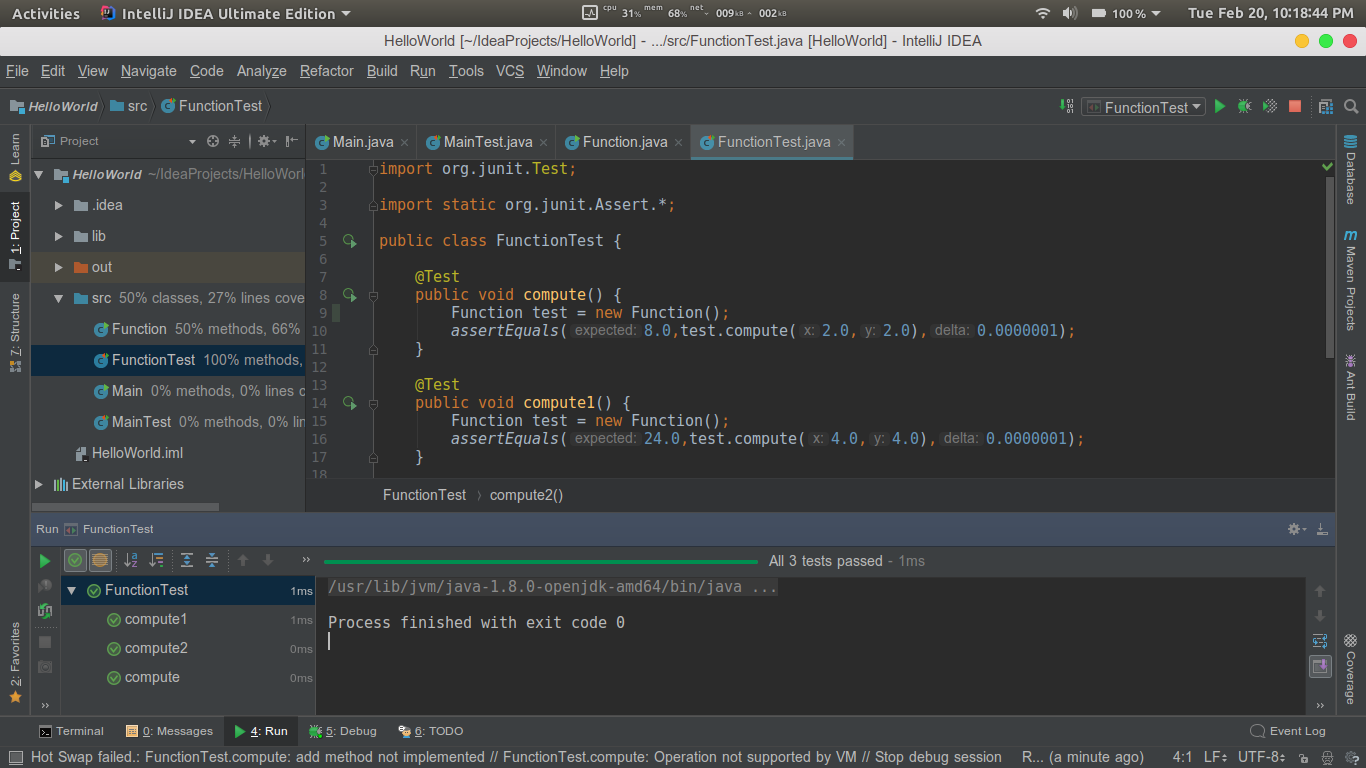 Activities IntelliJ IDEA Ultimate Edition cpu 31% mem 68% net 009kB 002kB 100% Tue Feb 20, 10:18:44 PM
HelloWorld [~/IdeaProjects/HelloWorld] - .../src/FunctionTest.java [HelloWorld] - IntelliJ IDEA
File Edit View Navigate Code Analyze Refactor Build Run Tools VCS Window Help
HelloWorld src FunctionTest FunctionTest
Learn
1: Project
7: Structure
2: Favorites
Project
HelloWorld ~/IdeaProjects/HelloWorl
.idea
lib
out
src 50% classes, 27% lines cove
Function 50% methods, 66%
FunctionTest 100% methods,
Main 0% methods, 0% lines c
MainTest 0% methods, 0% lin
HelloWorld.iml
External Libraries
Main.java MainTest.java Function.java FunctionTest.java
1 import org.junit.Test;
2
3 import static org.junit.Assert.*;
4
5 public class FunctionTest {
6
7 @Test
8 public void compute() {
9 Function test = new Function();
10 assertEquals( expected: 8.0,test.compute( x: 2.0, y: 2.0), delta: 0.0000001);
11 }
12
13 @Test
14 public void compute1() {
15 Function test = new Function();
16 assertEquals( expected: 24.0,test.compute( x: 4.0, y: 4.0), delta: 0.0000001);
17 }
18
FunctionTest › compute2()
Database
Maven Projects
Ant Build
Coverage
Run FunctionTest
All 3 tests passed - 1ms
FunctionTest 1ms
compute1 1ms
compute2 0ms
compute 0ms
/usr/lib/jvm/java-1.8.0-openjdk-amd64/bin/java ...
Process finished with exit code 0
Terminal 0: Messages 4: Run 5: Debug 6: TODO Event Log
Hot Swap failed.: FunctionTest.compute: add method not implemented // FunctionTest.compute: Operation not supported by VM // Stop debug session R... (a minute ago) 4:1 LF UTF-8